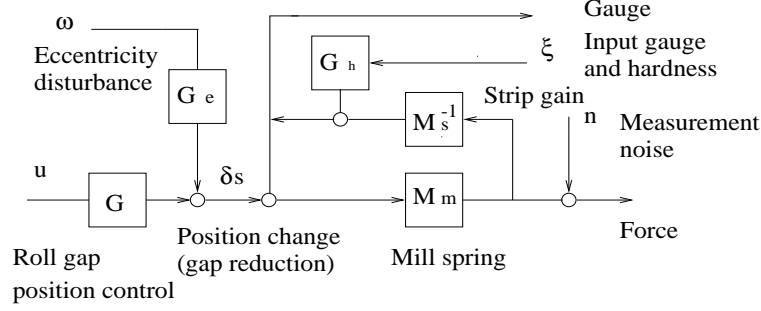 ω
Eccentricity
disturbance
G e
Gauge
ξ
Input gauge
and hardness
G h
Strip gain
M s -1
n
Measurement
noise
u
G
δs
M m
Position change
(gap reduction)
Mill spring
Force
Roll gap
position control